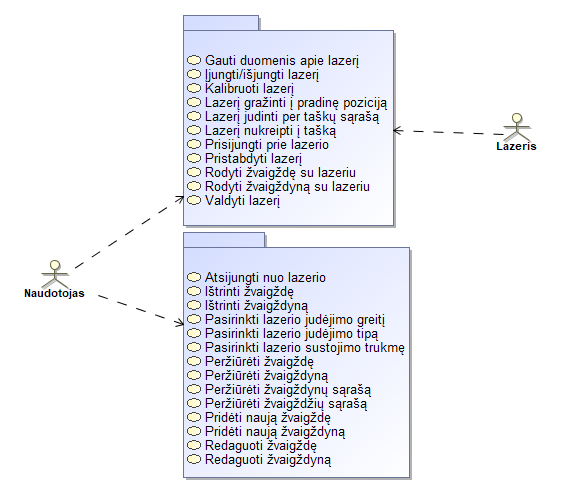 Gauti duomenis apie lazerį
Įjungti/išjungti lazerį
Kalibruoti lazerį
Lazerį gražinti į pradinę poziciją
Lazerį judinti per taškų sąrašą
Lazerį nukreipti į tašką
Prisijungti prie lazerio
Pristabdyti lazerį
Rodyti žvaigždę su lazeriu
Rodyti žvaigždyną su lazeriu
Valdyti lazerį
Lazeris
Naudotojas
Atsijungti nuo lazerio
Ištrinti žvaigždę
Ištrinti žvaigždyną
Pasirinkti lazerio judėjimo greitį
Pasirinkti lazerio judėjimo tipą
Pasirinkti lazerio sustojimo trukmę
Peržiūrėti žvaigždę
Peržiūrėti žvaigždyną
Peržiūrėti žvaigždynų sąrašą
Peržiūrėti žvaigždžių sąrašą
Pridėti naują žvaigždę
Pridėti naują žvaigždyną
Redaguoti žvaigždę
Redaguoti žvaigždyną